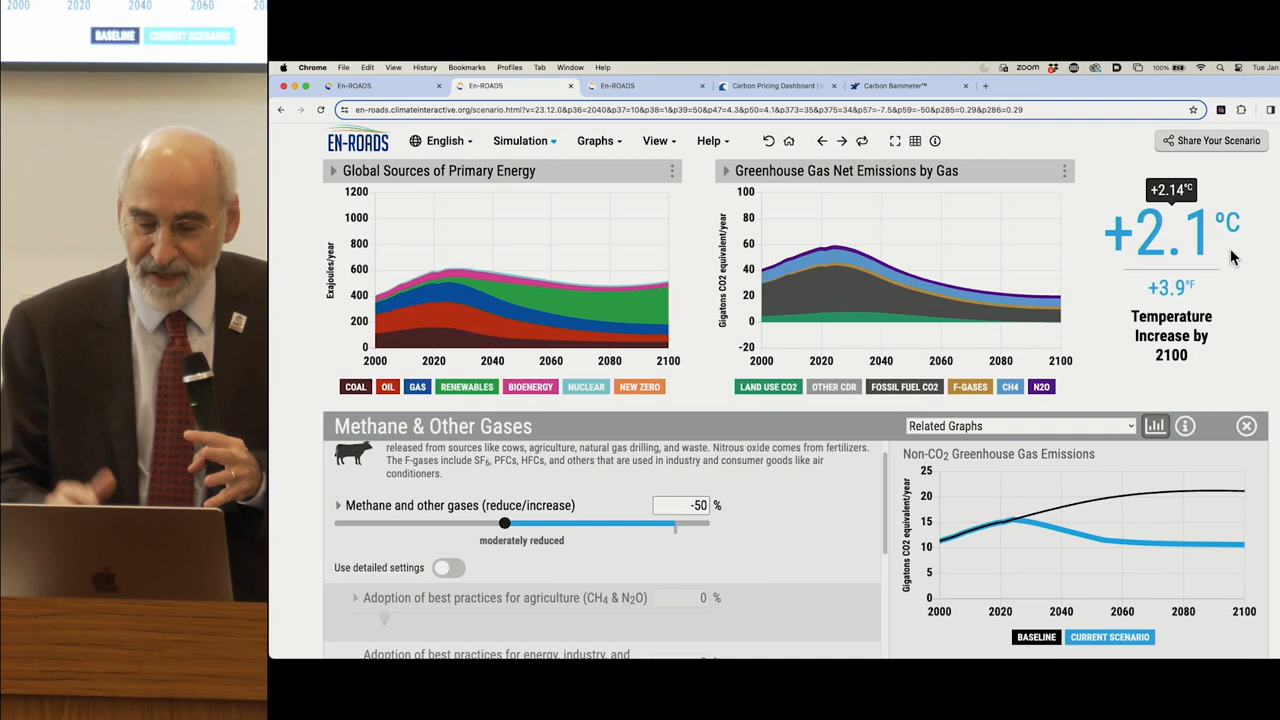 2000 2020 2040 2060
BASELINE CURRENT SCENARIO
Chrome File Edit View History Bookmarks Profiles Tab Window Help
zoom 100% Tue Jan
En-ROADS En-ROADS En-ROADS Carbon Pricing Dashboard | Carbon Barometer™
en-roads.climateinteractive.org/scenario.html?v=23.12.0&p36=2040&p37=10&p38=1&p39=50&p47=4.3&p50=4.1&p373=35&p375=34&p57=-7.5&p59=-50&p285=0.29&p286=0.29
EN-ROADS English Simulation Graphs View Help Share Your Scenario
Global Sources of Primary Energy
Exajoules/year
1200
1000
800
600
400
200
0
2000 2020 2040 2060 2080 2100
COAL OIL GAS RENEWABLES BIOENERGY NUCLEAR NEW ZERO
Greenhouse Gas Net Emissions by Gas
Gigatons CO2 equivalent/year
100
80
60
40
20
0
-20
2000 2020 2040 2060 2080 2100
LAND USE CO2 OTHER CDR FOSSIL FUEL CO2 F-GASES CH4 N2O
+2.14°C
+2.1°C
+3.9°F
Temperature
Increase by
2100
Methane & Other Gases
released from sources like cows, agriculture, natural gas drilling, and waste. Nitrous oxide comes from fertilizers.
The F-gases include SF6, PFCs, HFCs, and others that are used in industry and consumer goods like air
conditioners.
Methane and other gases (reduce/increase) -50 %
moderately reduced
Use detailed settings
Adoption of best practices for agriculture (CH4 & N2O) 0 %
Adoption of best practices for energy, industry, and
Related Graphs
Non-CO2 Greenhouse Gas Emissions
Gigatons CO2 equivalent/year
25
20
15
10
5
0
2000 2020 2040 2060 2080 2100
BASELINE CURRENT SCENARIO